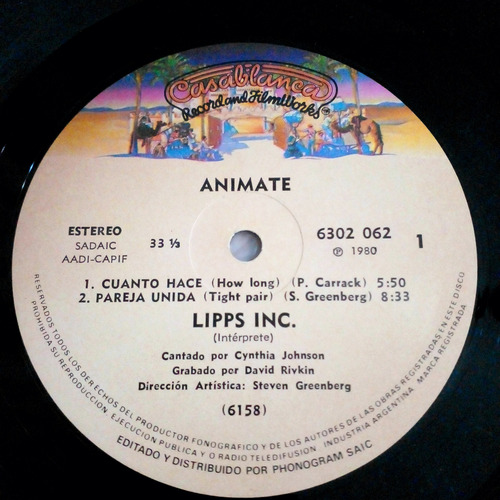 Casablanca
Record and FilmWorks
ANIMATE
ESTEREO
SADAIC
AADI-CAPIF
33 ⅓
6302 062
℗ 1980
1
1. CUANTO HACE (How long) (P. Carrack) 5:50
2. PAREJA UNIDA (Tight pair) (S. Greenberg) 8:33
LIPPS INC.
(Intérprete)
Cantado por Cynthia Johnson
Grabado por David Rivkin
Dirección Artística: Steven Greenberg
(6158)
RESERVADOS TODOS LOS DERECHOS DEL PRODUCTOR FONOGRAFICO Y DE LOS AUTORES DE LAS OBRAS REGISTRADAS EN ESTE DISCO
PROHIBIDA SU REPRODUCCION, EJECUCION PUBLICA Y O RADIO TELEDIFUSION. INDUSTRIA ARGENTINA. MARCA REGISTRADA
EDITADO Y DISTRIBUIDO POR PHONOGRAM SAIC